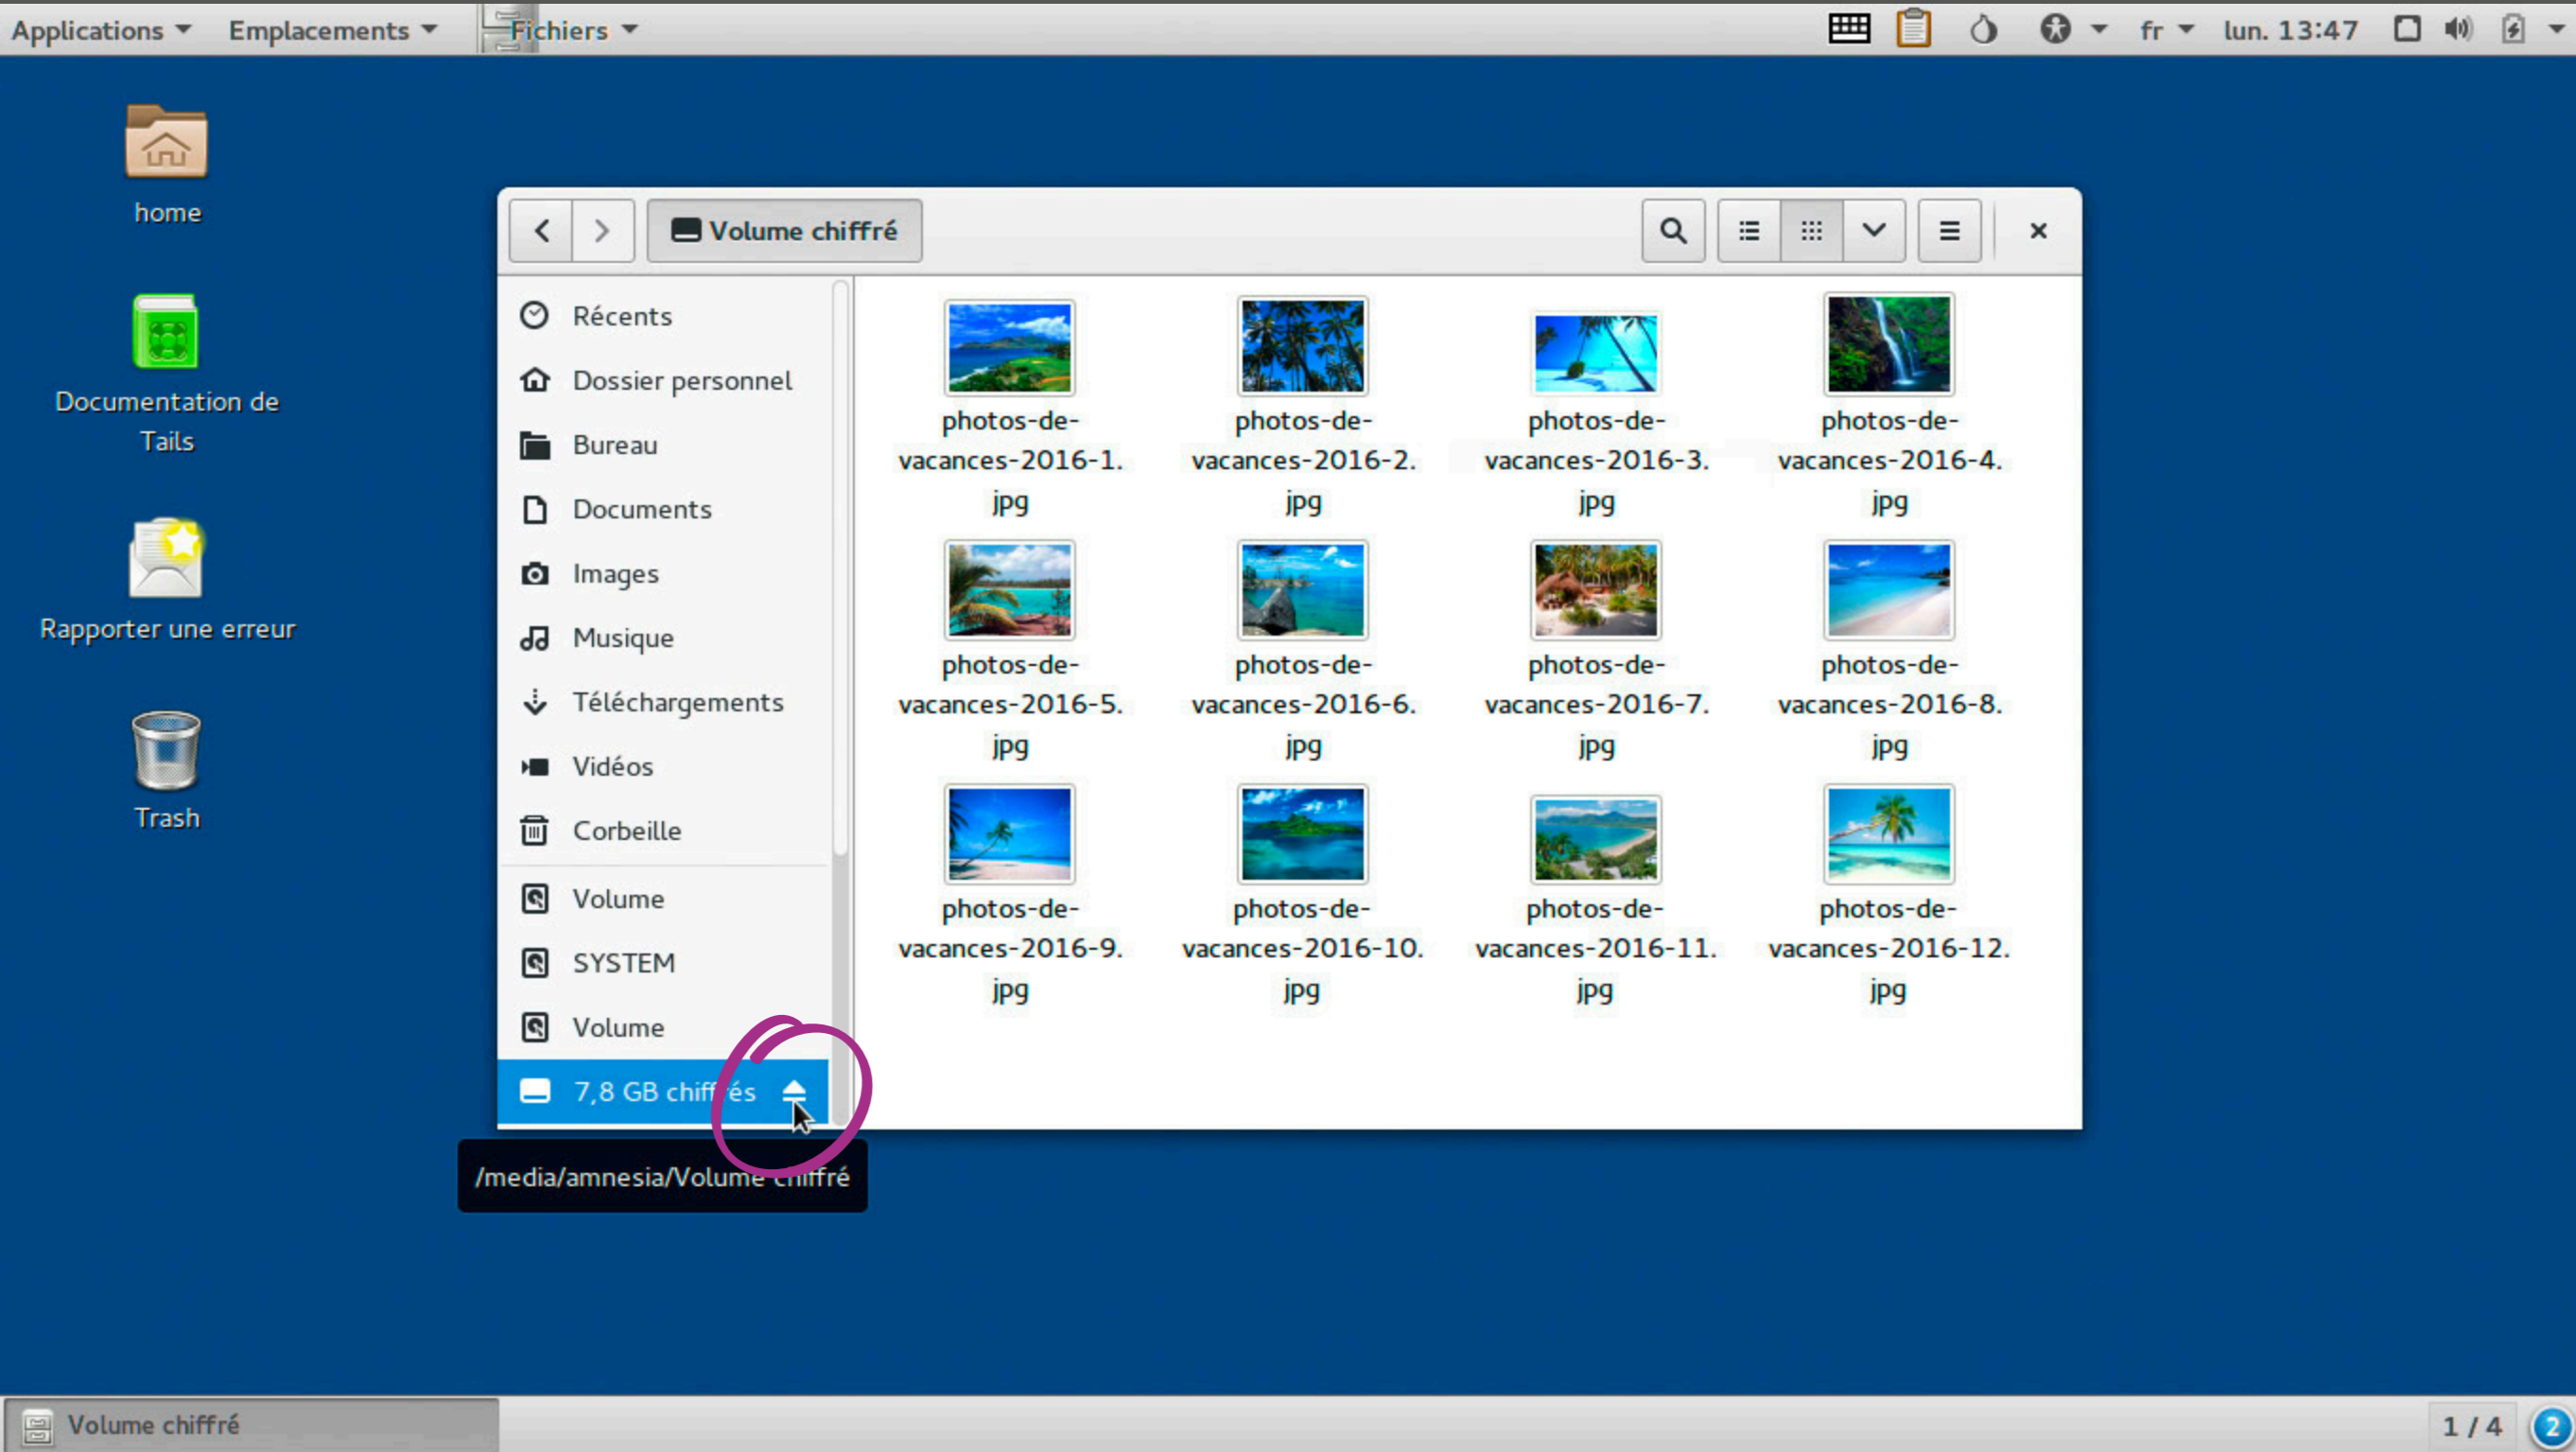 Applications
Emplacements
Fichiers
fr
lun. 13:47
home
Documentation de
Tails
Rapporter une erreur
Trash
Volume chiffré
Récents
Dossier personnel
Bureau
Documents
Images
Musique
Téléchargements
Vidéos
Corbeille
Volume
SYSTEM
Volume
7,8 GB chiffrés
/media/amnesia/Volume chiffré
photos-de-
vacances-2016-1.
jpg
photos-de-
vacances-2016-2.
jpg
photos-de-
vacances-2016-3.
jpg
photos-de-
vacances-2016-4.
jpg
photos-de-
vacances-2016-5.
jpg
photos-de-
vacances-2016-6.
jpg
photos-de-
vacances-2016-7.
jpg
photos-de-
vacances-2016-8.
jpg
photos-de-
vacances-2016-9.
jpg
photos-de-
vacances-2016-10.
jpg
photos-de-
vacances-2016-11.
jpg
photos-de-
vacances-2016-12.
jpg
Volume chiffré
1 / 4
2